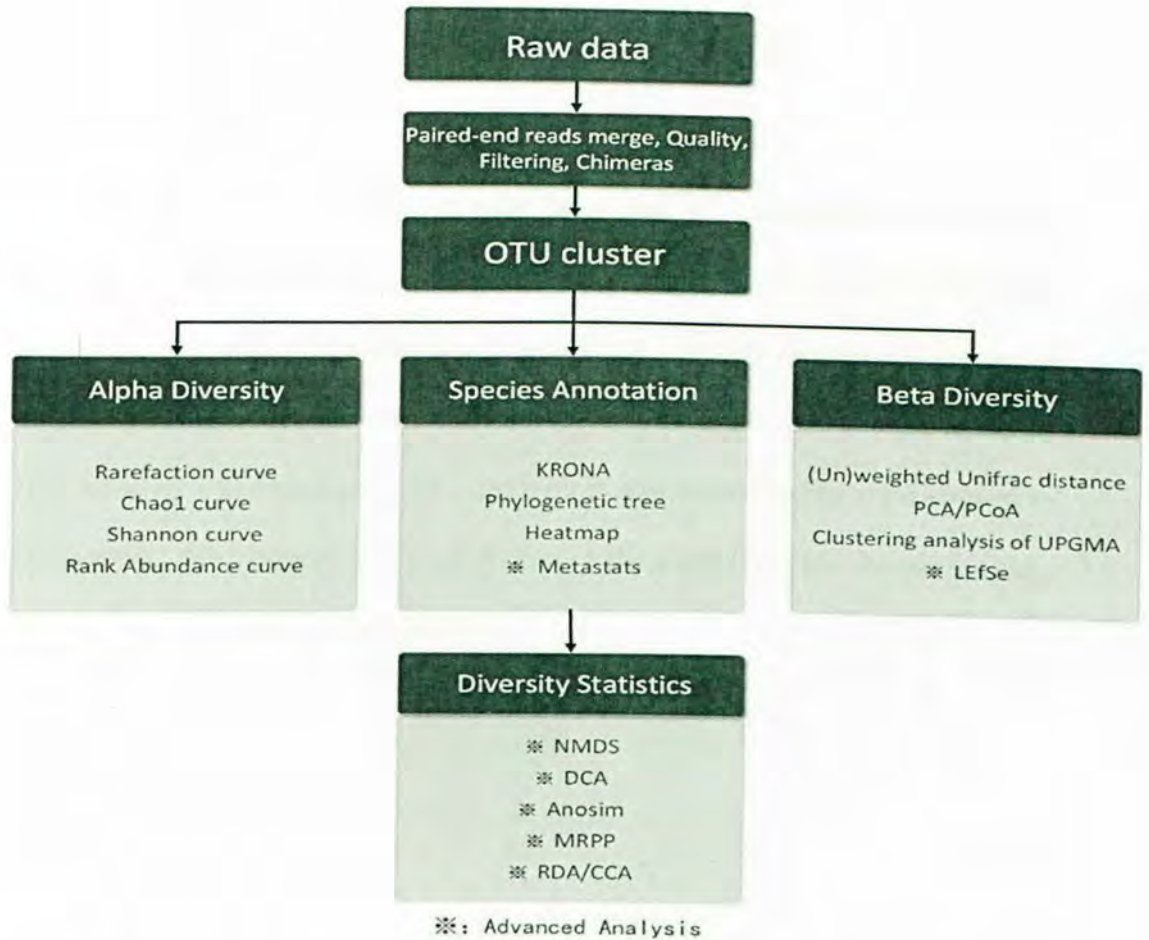 Raw data
Paired-end reads merge, Quality,
Filtering, Chimeras
OTU cluster
Alpha Diversity
Rarefaction curve
Chao1 curve
Shannon curve
Rank Abundance curve
Species Annotation
KRONA
Phylogenetic tree
Heatmap
※ Metastats
Beta Diversity
(Un)weighted Unifrac distance
PCA/PCoA
Clustering analysis of UPGMA
※ LEfSe
Diversity Statistics
※ NMDS
※ DCA
※ Anosim
※ MRPP
※ RDA/CCA
※: Advanced Analysis